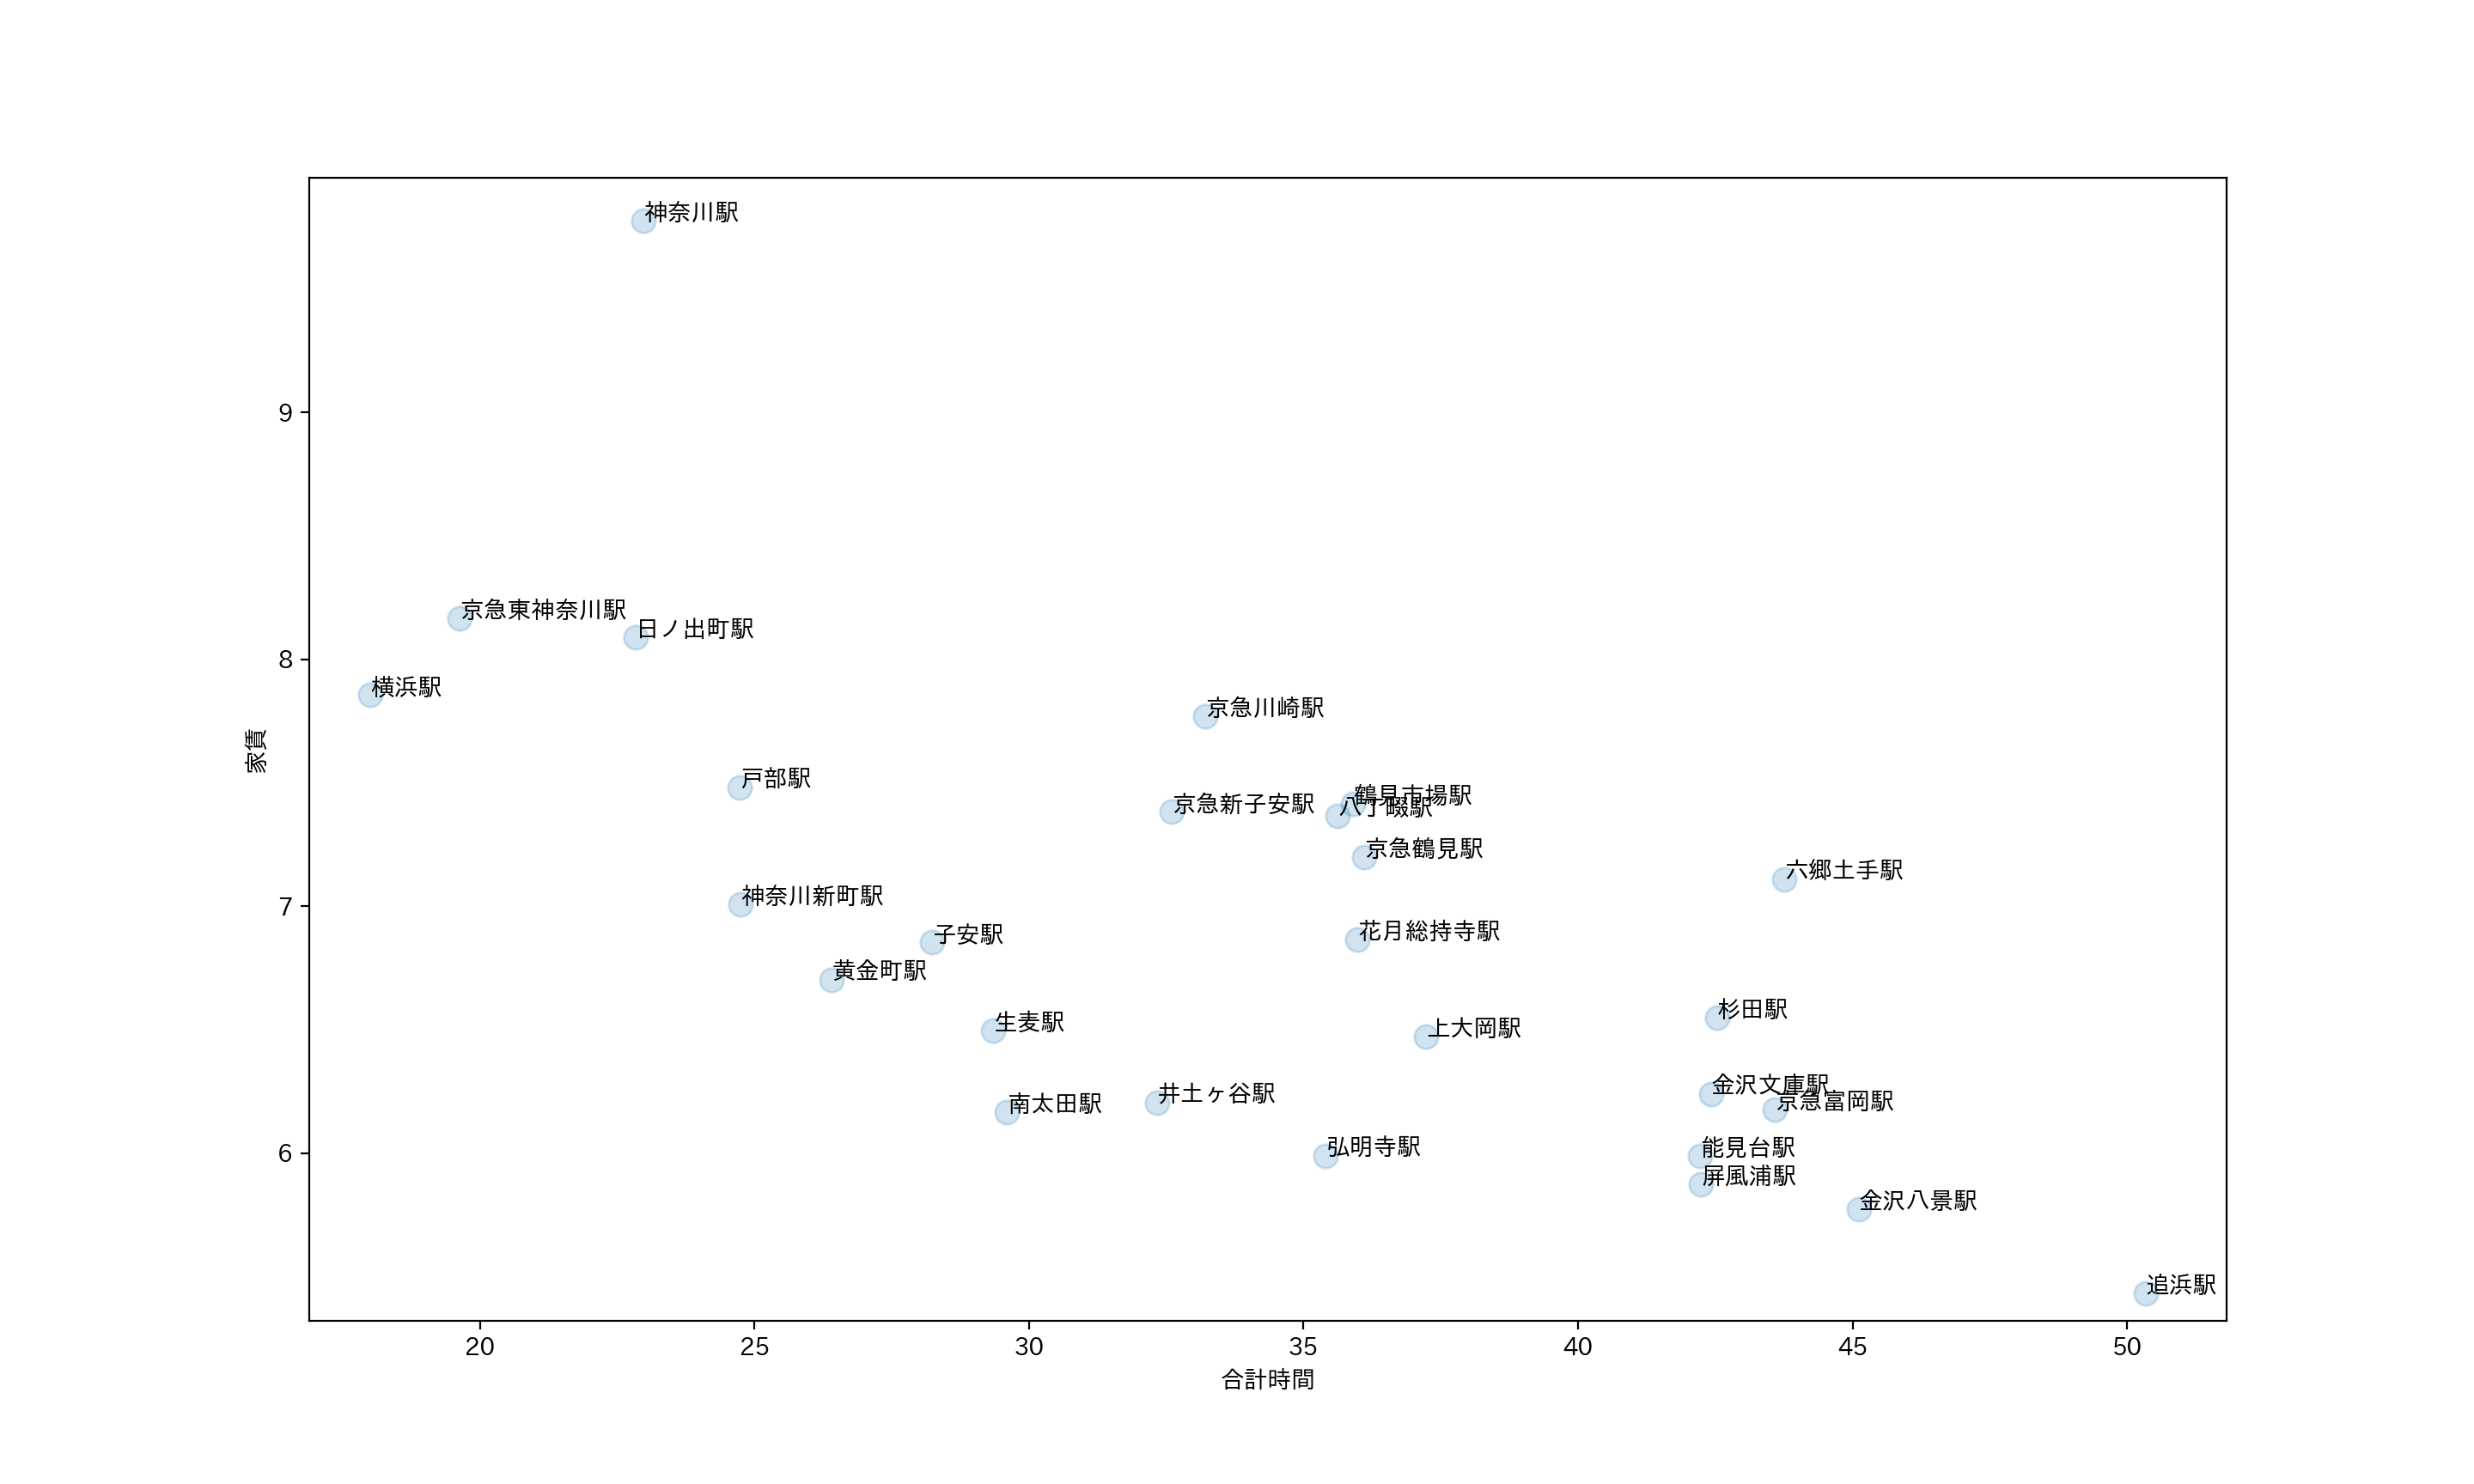 神奈川駅
9
京急東神奈川駅
日ノ出町駅
8
横浜駅
京急川崎駅
家賃
戸部駅
鶴見市場駅
京急新子安駅
八丁畷駅
京急鶴見駅
六郷土手駅
神奈川新町駅
7
花月総持寺駅
子安駅
黄金町駅
杉田駅
生麦駅
上大岡駅
金沢文庫駅
井土ヶ谷駅
京急富岡駅
南太田駅
弘明寺駅
能見台駅
6
屏風浦駅
金沢八景駅
追浜駅
20 25 30 35 40 45 50
合計時間